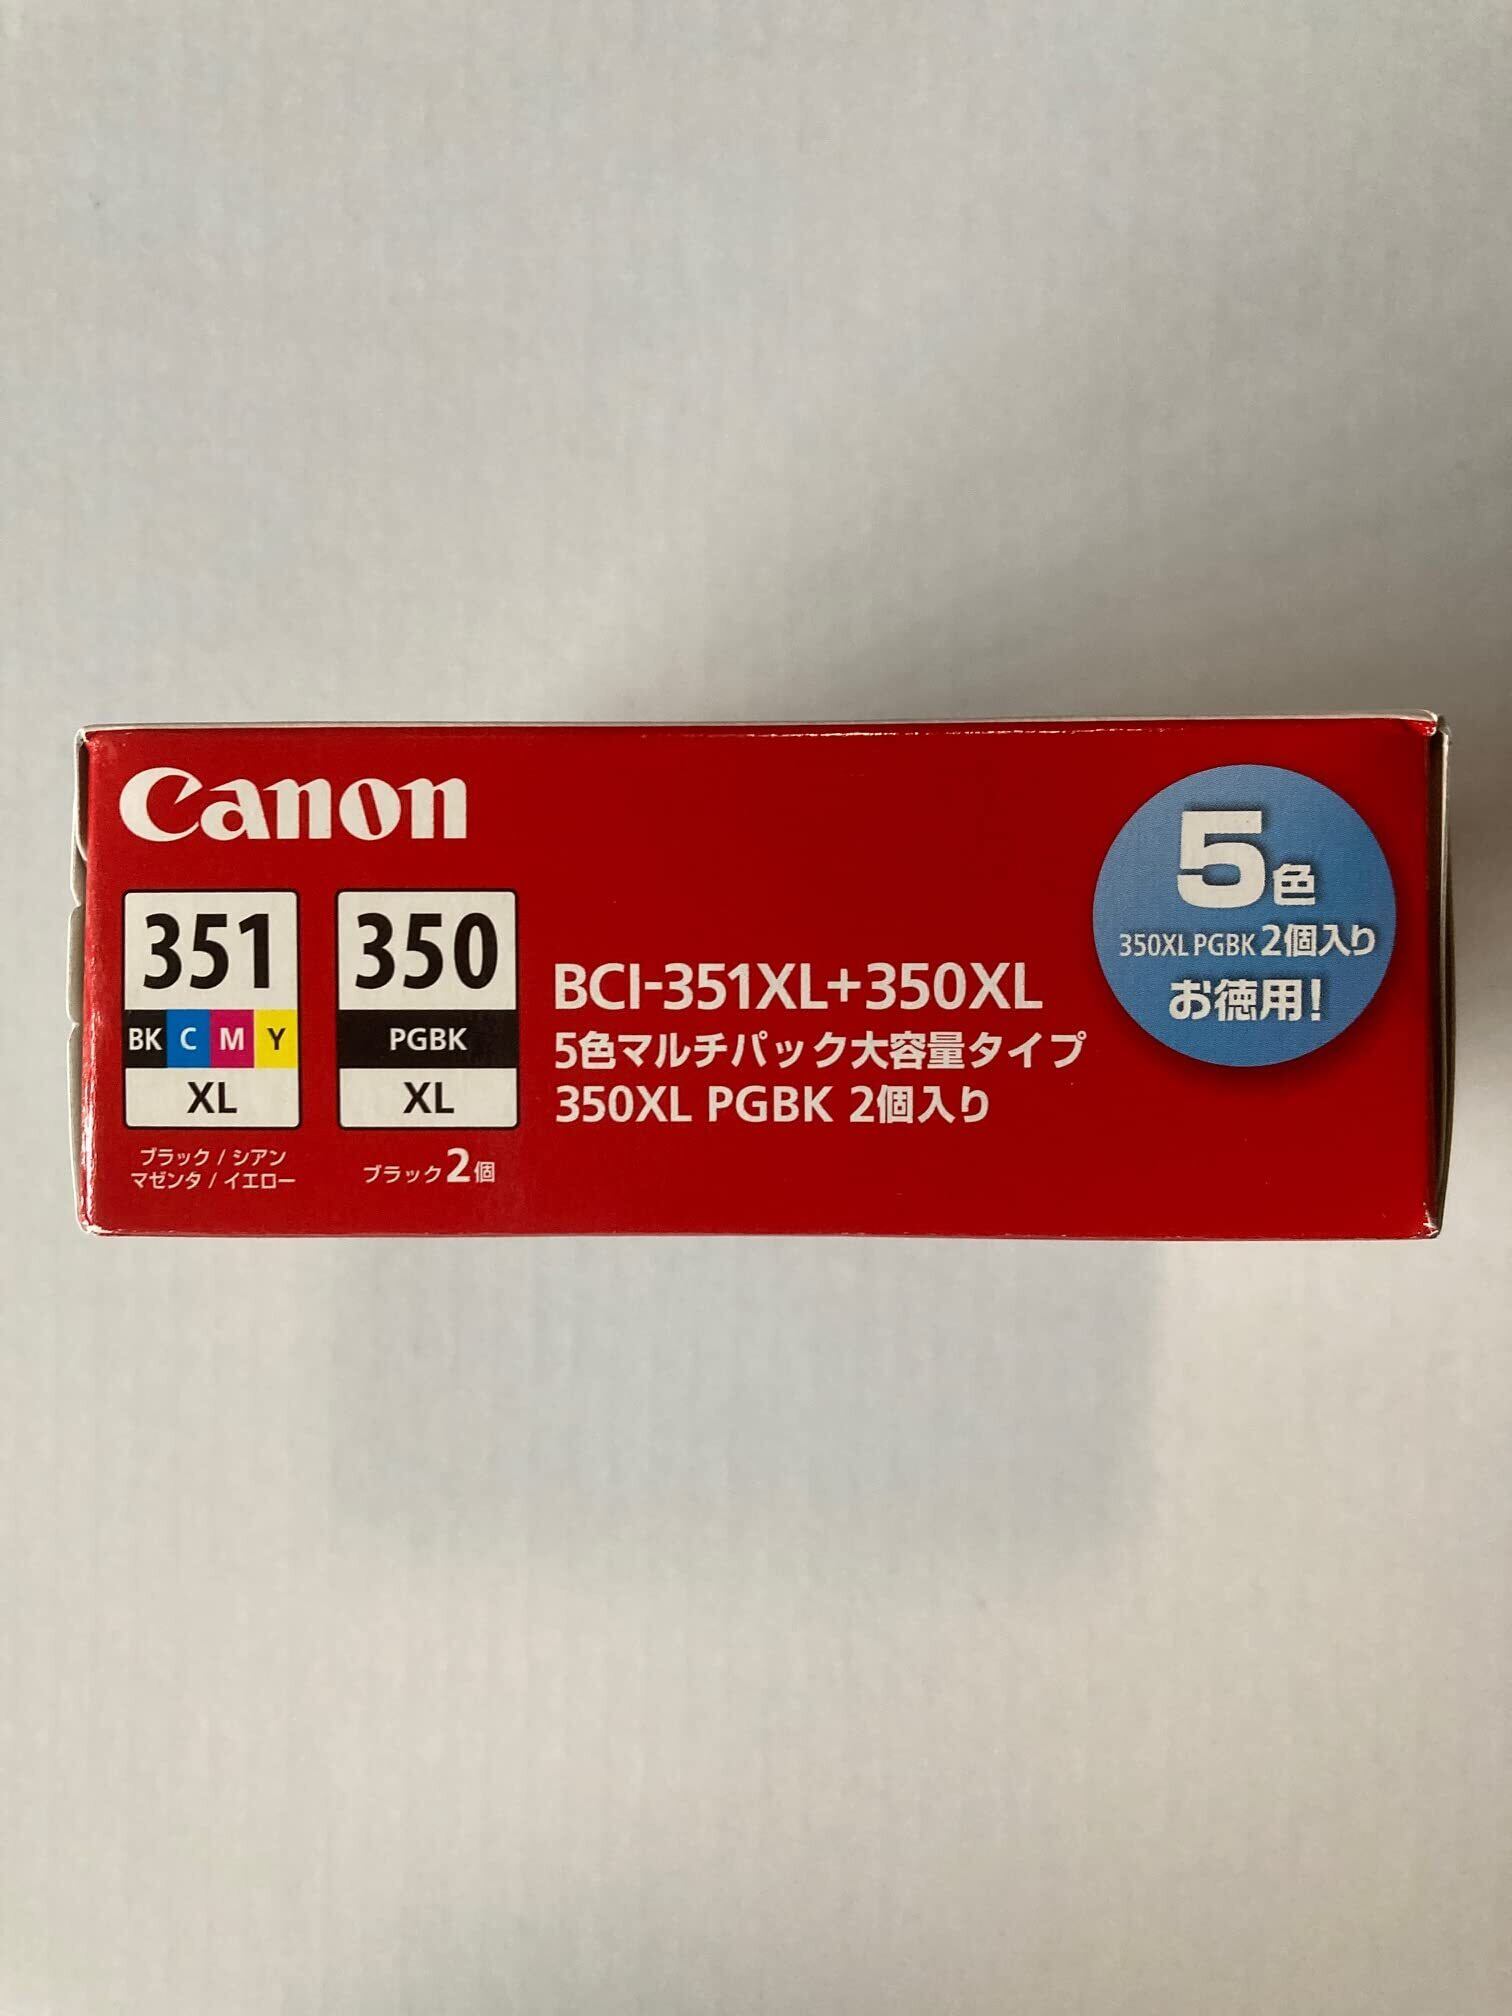 Canon
351
BK C M Y
XL
ブラック / シアン
マゼンタ / イエロー
350
PGBK
XL
ブラック2個
BCI-351XL+350XL
5色マルチパック大容量タイプ
350XL PGBK 2個入り
5色
350XL PGBK 2個入り
お徳用!